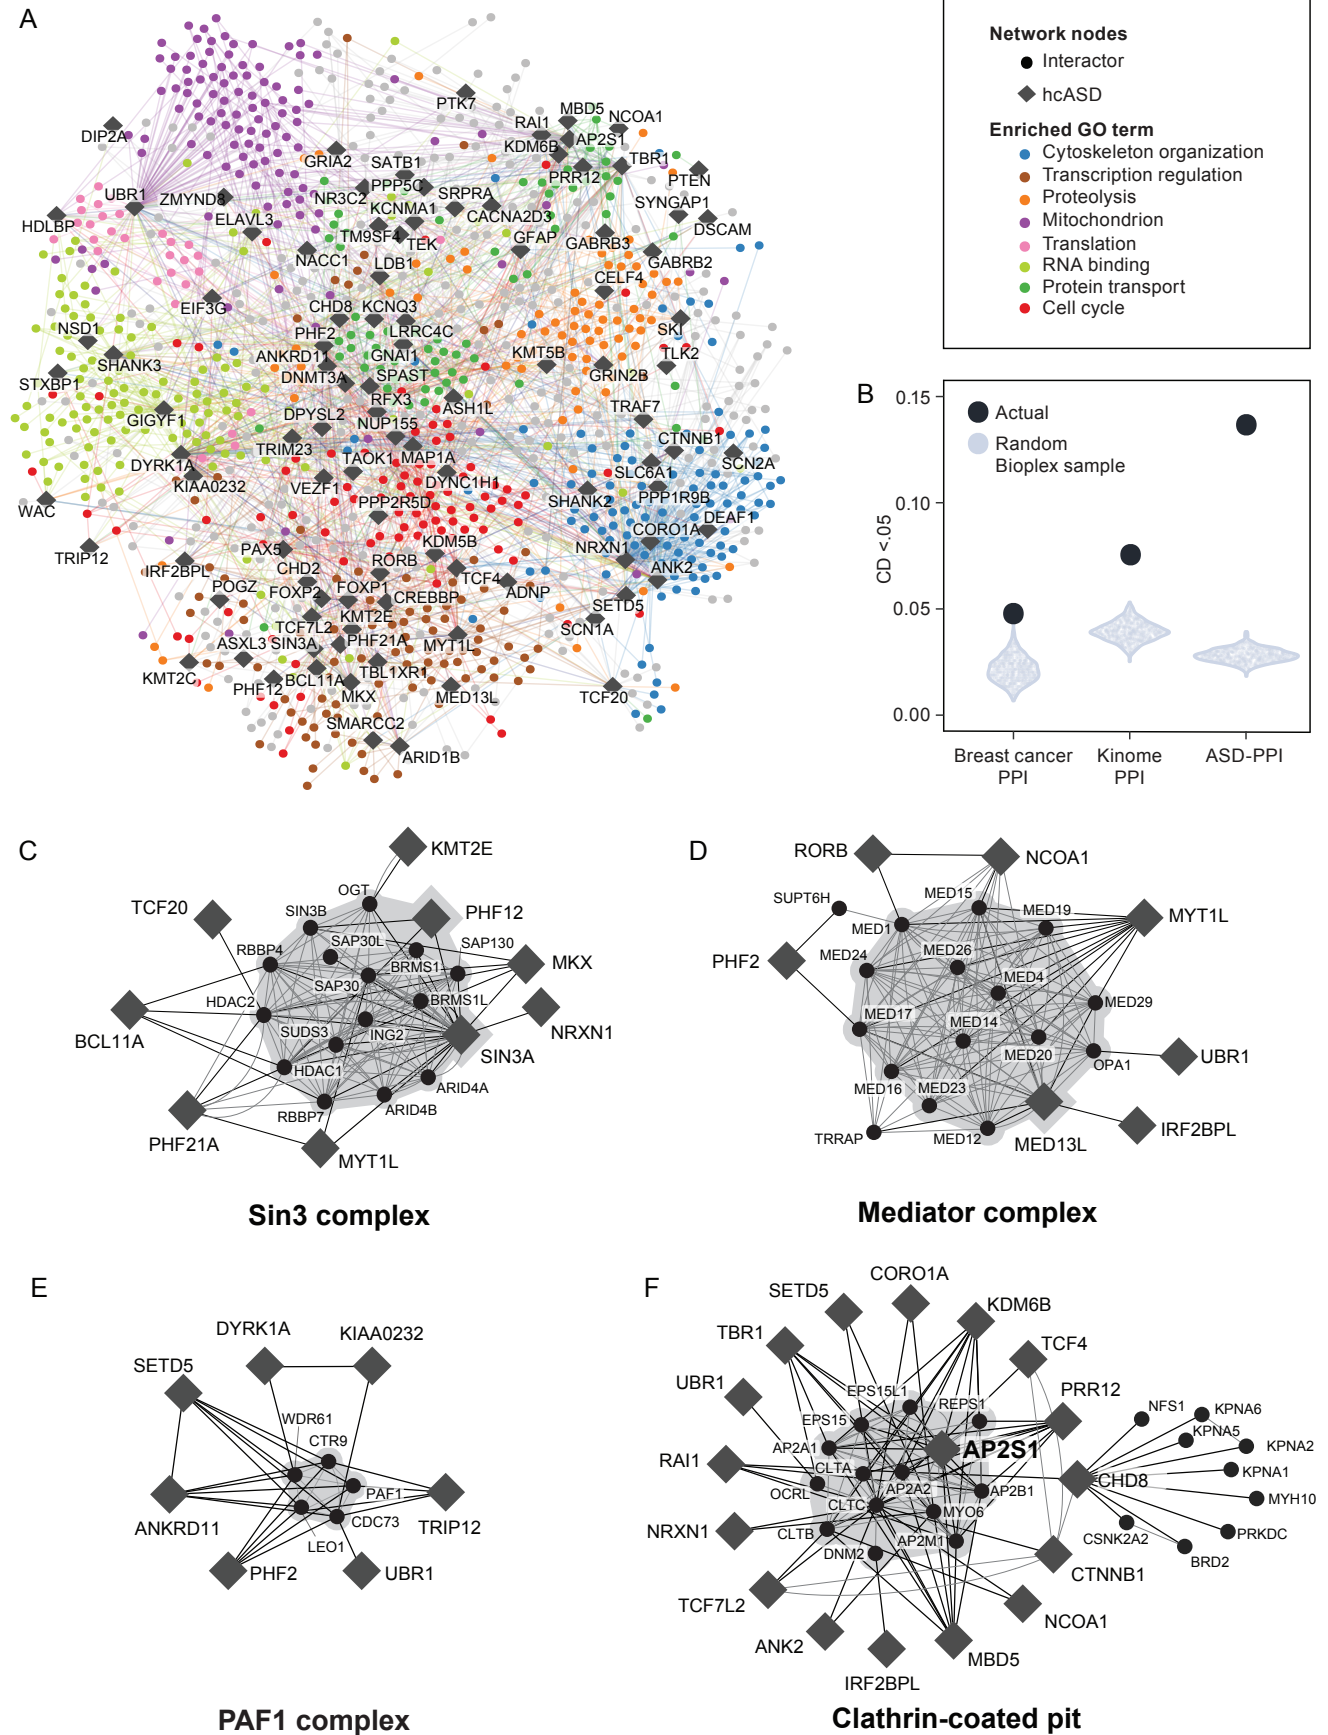 A
PTK7
MBD5
NCOA1
RAI1
DIP2A
KDM6B
AP2S1
GRIA2
SATB1
TBR1
PRR12
PTEN
UBR1
ZMYND8
NR3C2
PPP5C
SRPRA
SYNGAP1
HDLBP
ELAVL3
KCNMA1
CACNA2D3
DSCAM
TM9SF4
TEK
GFAP
GABRB3
NACC1
LDB1
GABRB2
CELF4
EIF3G
CHD8
KCNQ3
NSD1
PHF2
LRRC4C
SKI
SHANK3
ANKRD11
GNAI1
KMT5B
TLK2
STXBP1
DNMT3A
SPAST
GRIN2B
RFX3
ASH1L
GIGYF1
DPYSL2
NUP155
TRAF7
CTNNB1
TRIM23
DYRK1A
TAOK1
MAP1A
SCN2A
SLC6A1
KIAA0232
VEZF1
DYNC1H1
WAC
PPP2R5D
SHANK2
PPP1R9B
CORO1A
DEAF1
TRIP12
PAX5
KDM5B
NRXN1
IRF2BPL
CHD2
RORB
ANK2
POGZ
FOXP2
FOXP1
TCF4
CREBBP
ADNP
SETD5
TCF7L2
KMT2E
SCN1A
ASXL3
SIN3A
PHF21A
MYT1L
KMT2C
PHF12
BCL11A
TBL1XR1
MKX
MED13L
TCF20
SMARCC2
ARID1B
Network nodes
Interactor
hcASD
Enriched GO term
Cytoskeleton organization
Transcription regulation
Proteolysis
Mitochondrion
Translation
RNA binding
Protein transport
Cell cycle
B
0.15
0.10
0.05
0.00
CD <.05
Actual
Random
Bioplex sample
Breast cancer
PPI
Kinome
PPI
ASD-PPI
C
KMT2E
OGT
TCF20
SIN3B
PHF12
SAP30L
SAP130
RBBP4
BRMS1
MKX
SAP30
HDAC2
BRMS1L
BCL11A
SUDS3
ING2
NRXN1
SIN3A
HDAC1
ARID4A
RBBP7
ARID4B
PHF21A
MYT1L
Sin3 complex
D
RORB
NCOA1
SUPT6H
MED15
MED19
MYT1L
MED1
PHF2
MED24
MED26
MED4
MED29
MED17
MED14
MED20
UBR1
OPA1
MED16
MED23
IRF2BPL
TRRAP
MED12
MED13L
Mediator complex
E
DYRK1A
KIAA0232
SETD5
WDR61
CTR9
PAF1
ANKRD11
CDC73
TRIP12
LEO1
PHF2
UBR1
PAF1 complex
F
CORO1A
SETD5
KDM6B
TBR1
TCF4
UBR1
EPS15L1
REPS1
PRR12
EPS15
NFS1
KPNA6
AP2A1
AP2S1
KPNA5
KPNA2
RAI1
CLTA
CHD8
KPNA1
OCRL
AP2A2
AP2B1
CLTC
MYH10
MYO6
NRXN1
CLTB
AP2M1
CSNK2A2
PRKDC
DNM2
BRD2
CTNNB1
TCF7L2
NCOA1
ANK2
MBD5
IRF2BPL
Clathrin-coated pit